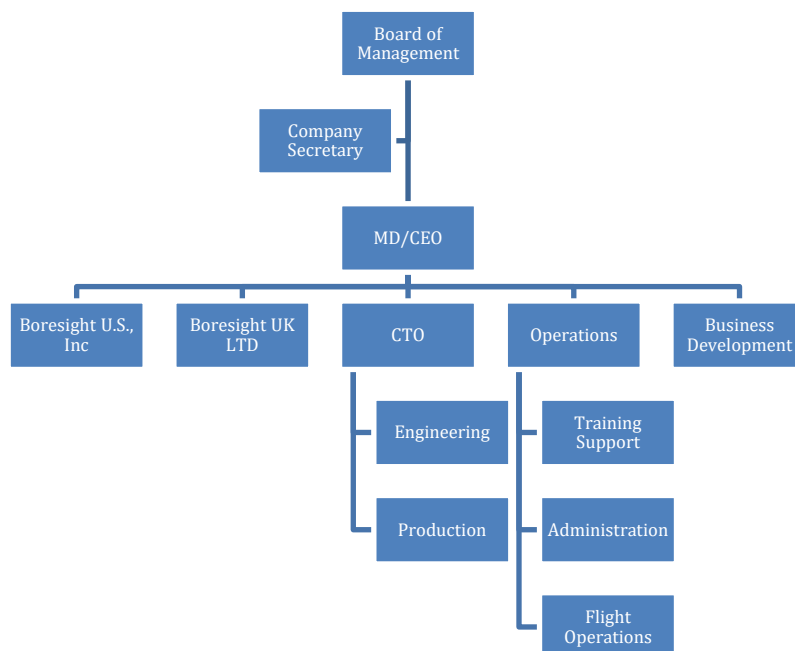 Board of
Management
Company
Secretary
MD/CEO
Boresight U.S.,
Inc
Boresight UK
LTD
CTO
Operations
Business
Development
Engineering
Training
Support
Production
Administration
Flight
Operations